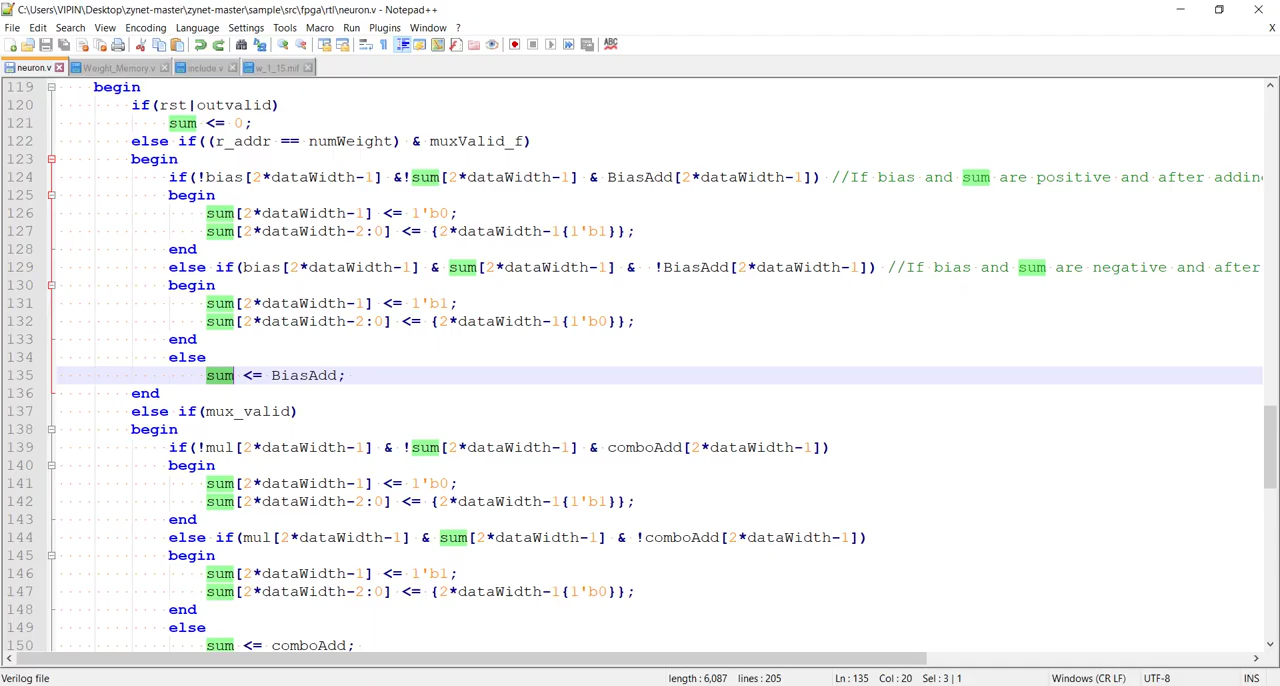 C:\Users\VIPIN\Desktop\zynet-master\zynet-master\sample\src\fpga\rtl\neuron.v - Notepad++
File Edit Search View Encoding Language Settings Tools Macro Run Plugins Window ?
X
ABC
neuron.v Weight_Memory.v include.v w_1_15.mif
119 begin
120 if(rst|outvalid)
121 sum <= 0;
122 else if((r_addr == numWeight) & muxValid_f)
123 begin
124 if(!bias[2*dataWidth-1] &!sum[2*dataWidth-1] & BiasAdd[2*dataWidth-1]) //If bias and sum are positive and after addin
125 begin
126 sum[2*dataWidth-1] <= 1'b0;
127 sum[2*dataWidth-2:0] <= {2*dataWidth-1{1'b1}};
128 end
129 else if(bias[2*dataWidth-1] & sum[2*dataWidth-1] & !BiasAdd[2*dataWidth-1]) //If bias and sum are negative and after
130 begin
131 sum[2*dataWidth-1] <= 1'b1;
132 sum[2*dataWidth-2:0] <= {2*dataWidth-1{1'b0}};
133 end
134 else
135 sum <= BiasAdd;
136 end
137 else if(mux_valid)
138 begin
139 if(!mul[2*dataWidth-1] & !sum[2*dataWidth-1] & comboAdd[2*dataWidth-1])
140 begin
141 sum[2*dataWidth-1] <= 1'b0;
142 sum[2*dataWidth-2:0] <= {2*dataWidth-1{1'b1}};
143 end
144 else if(mul[2*dataWidth-1] & sum[2*dataWidth-1] & !comboAdd[2*dataWidth-1])
145 begin
146 sum[2*dataWidth-1] <= 1'b1;
147 sum[2*dataWidth-2:0] <= {2*dataWidth-1{1'b0}};
148 end
149 else
150 sum <= comboAdd;
Verilog file length : 6,087 lines : 205 Ln : 135 Col : 20 Sel : 3 | 1 Windows (CR LF) UTF-8 INS